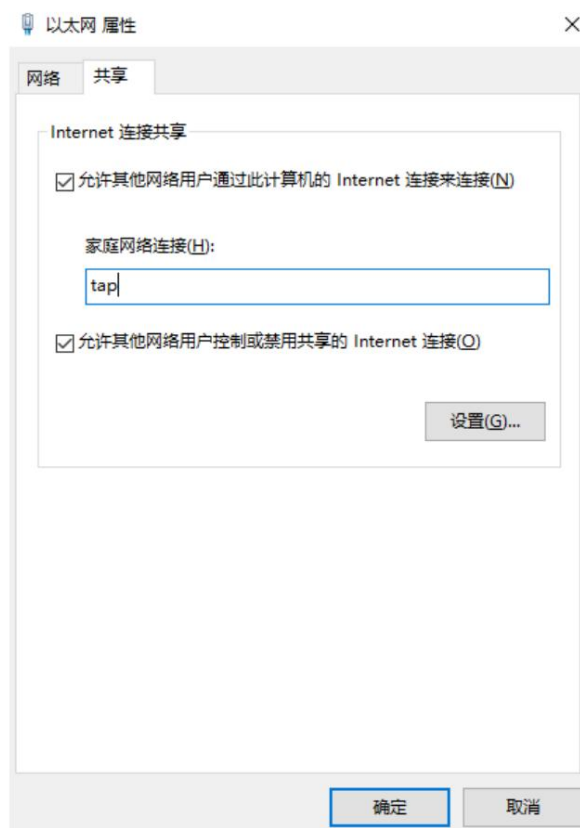 以太网 属性
网络
共享
Internet 连接共享
允许其他网络用户通过此计算机的 Internet 连接来连接(N)
家庭网络连接(H):
tap
允许其他网络用户控制或禁用共享的 Internet 连接(O)
设置(G)...
确定
取消